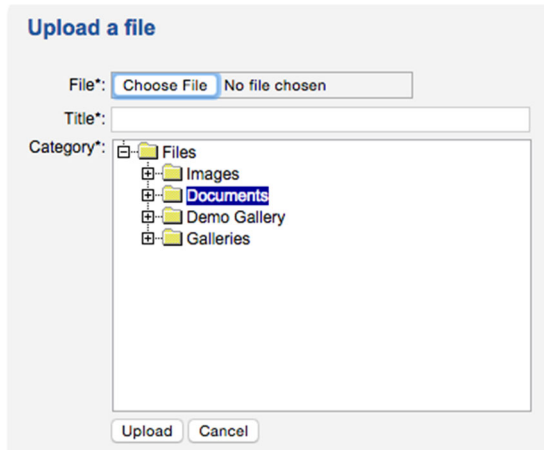 Upload a file
File*: Choose File No file chosen
Title*:
Category*: Files
Images
Documents
Demo Gallery
Galleries
Upload Cancel